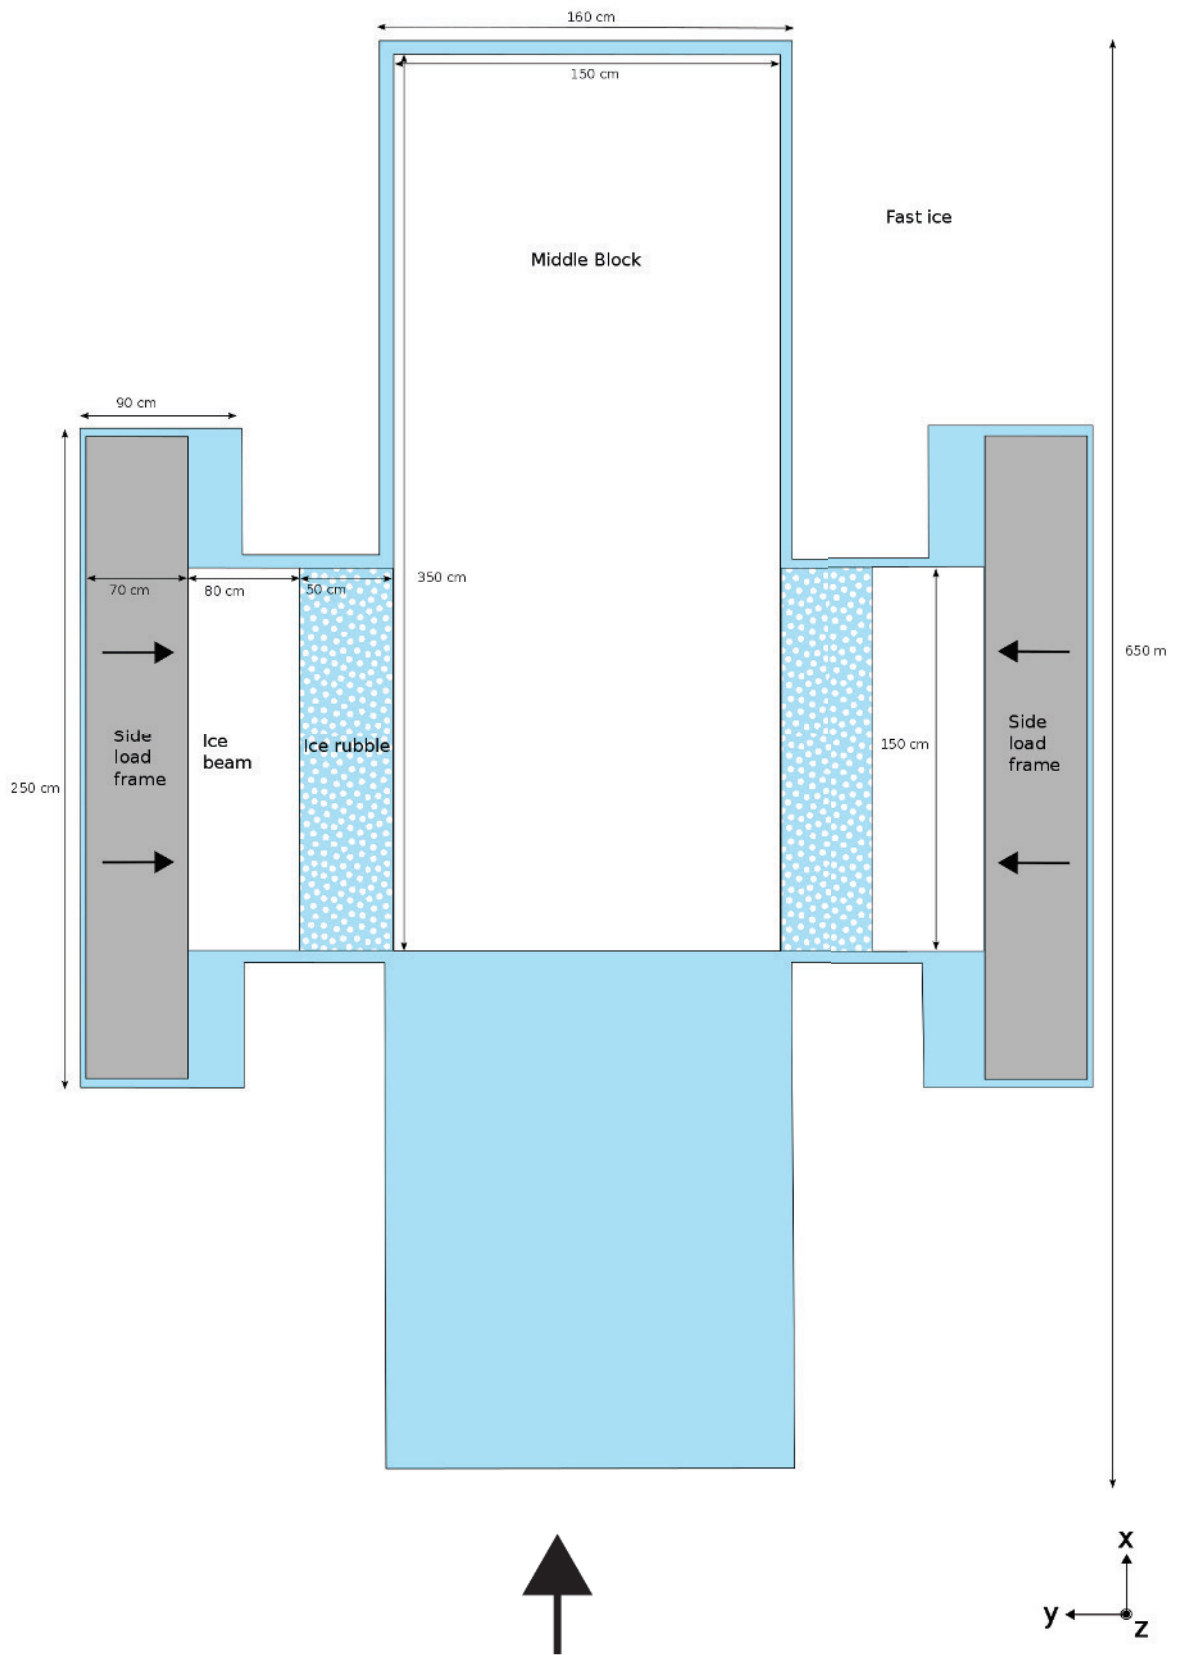 160 cm
150 cm
Fast ice
Middle Block
90 cm
350 cm
70 cm
80 cm
50 cm
650 m
Side
load
frame
Ice
beam
Ice rubble
150 cm
Side
load
frame
250 cm
x
y
z